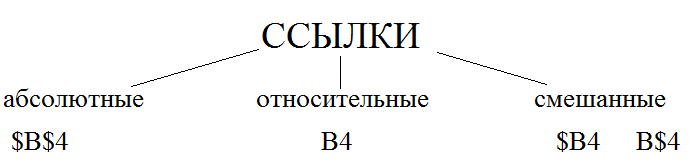 ССЫЛКИ
абсолютные относительные смешанные
$B$4 B4 $B4 B$4